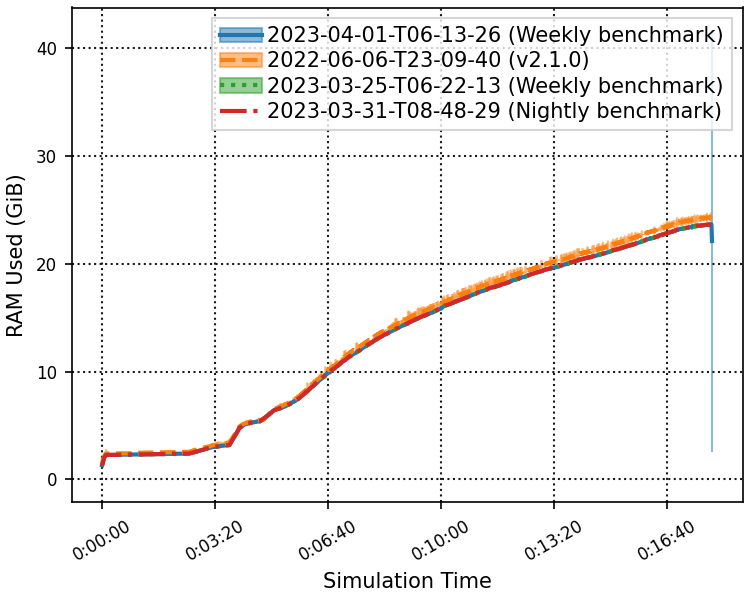 2023-04-01-T06-13-26 (Weekly benchmark)
2022-06-06-T23-09-40 (v2.1.0)
2023-03-25-T06-22-13 (Weekly benchmark)
2023-03-31-T08-48-29 (Nightly benchmark)
RAM Used (GiB)
40
30
20
10
0
0:00:00
0:03:20
0:06:40
0:10:00
0:13:20
0:16:40
Simulation Time